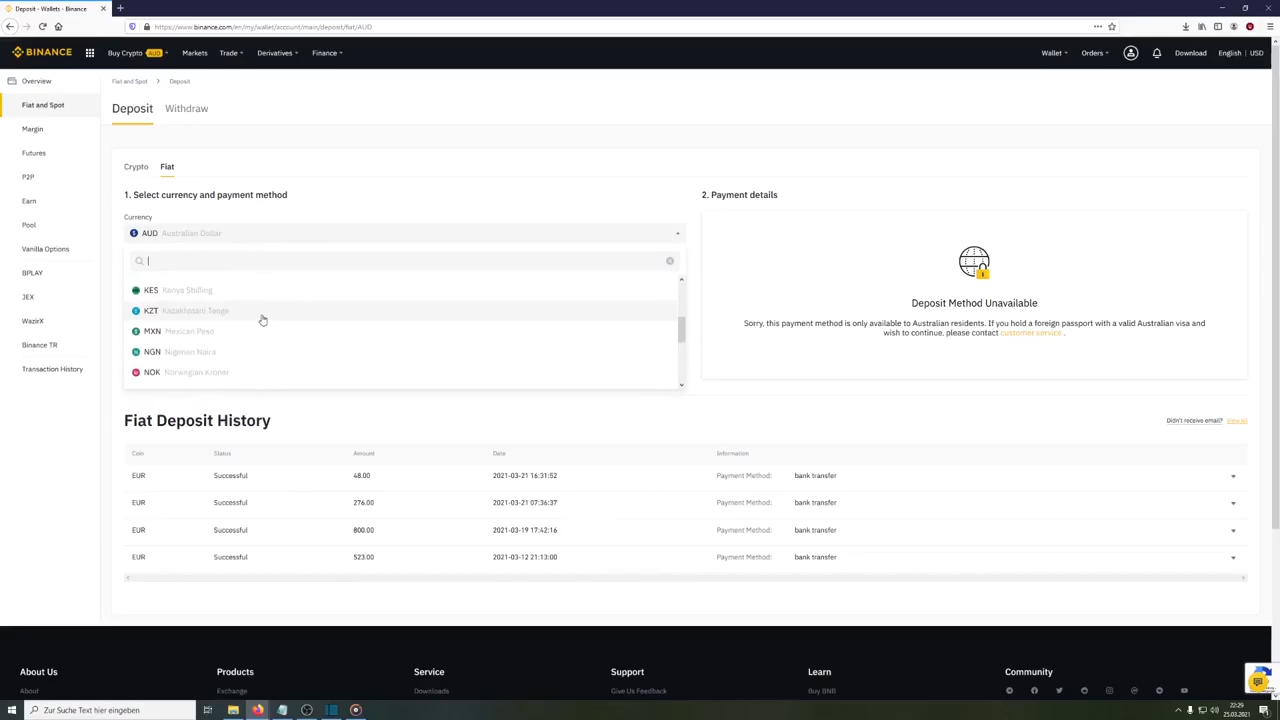 Deposit - Wallets - Binance
https://www.binance.com/en/my/wallet/account/main/deposit/fiat/AUD
BINANCE Buy Crypto AUD Markets Trade Derivatives Finance Wallet Orders Download English | USD
Overview
Fiat and Spot
Margin
Futures
P2P
Earn
Pool
Vanilla Options
BPLAY
JEX
WazirX
Binance TR
Transaction History
Fiat and Spot > Deposit
Deposit Withdraw
Crypto Fiat
1. Select currency and payment method
Currency
AUD Australian Dollar
KES Kenya Shilling
KZT Kazakhstani Tenge
MXN Mexican Peso
NGN Nigerian Naira
NOK Norwegian Kroner
2. Payment details
Deposit Method Unavailable
Sorry, this payment method is only available to Australian residents. If you hold a foreign passport with a valid Australian visa and
wish to continue, please contact customer service .
Fiat Deposit History
Didn't receive email? View All
Coin Status Amount Date Information
EUR Successful 48.00 2021-03-21 16:31:52 Payment Method: bank transfer
EUR Successful 276.00 2021-03-21 07:36:37 Payment Method: bank transfer
EUR Successful 800.00 2021-03-19 17:42:16 Payment Method: bank transfer
EUR Successful 523.00 2021-03-12 21:13:00 Payment Method: bank transfer
About Us Products Service Support Learn Community
About Exchange Downloads Give Us Feedback Buy BNB
Zur Suche Text hier eingeben
22:29
25.03.2021